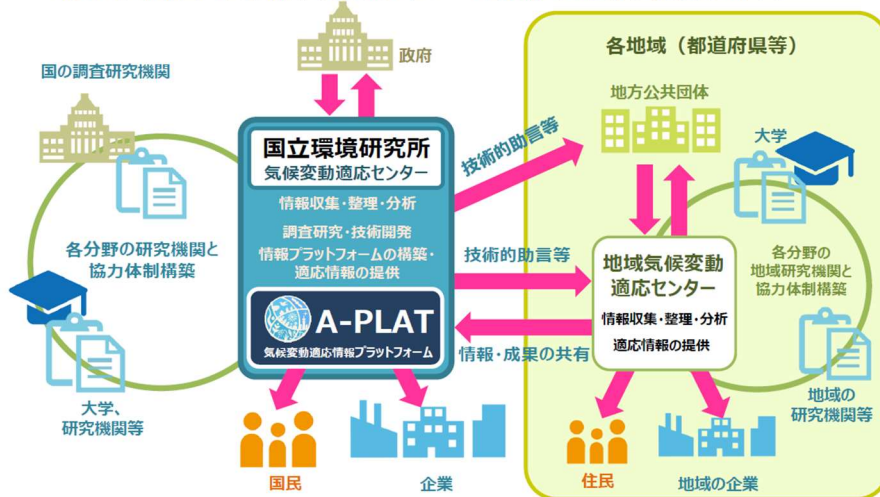 政府
国の調査研究機関
各地域（都道府県等）
地方公共団体
大学
国立環境研究所
気候変動適応センター
情報収集・整理・分析
調査研究・技術開発
情報プラットフォームの構築・
適応情報の提供
A-PLAT
気候変動適応情報プラットフォーム
技術的助言等
技術的助言等
情報・成果の共有
各分野の研究機関と
協力体制構築
大学、
研究機関等
地域気候変動
適応センター
情報収集・整理・分析
適応情報の提供
各分野の
地域研究機関と
協力体制構築
地域の
研究機関等
国民
企業
住民
地域の企業